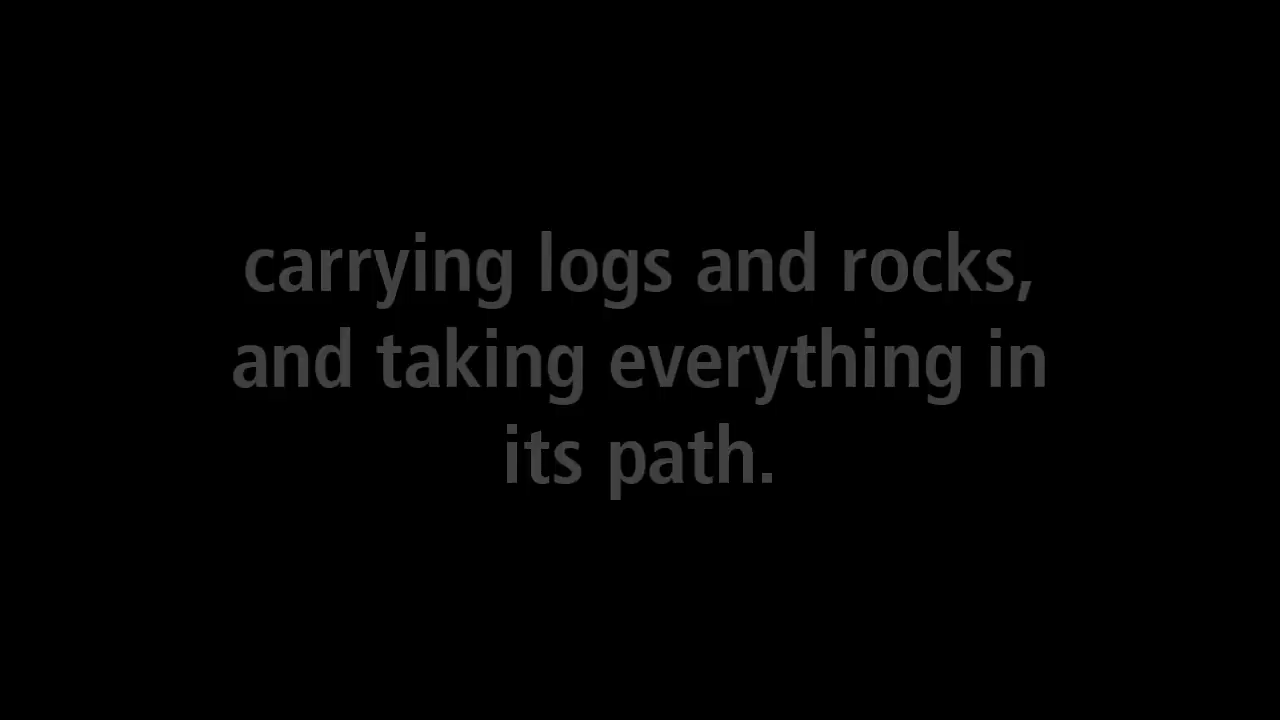 carrying logs and rocks,
and taking everything in
its path.